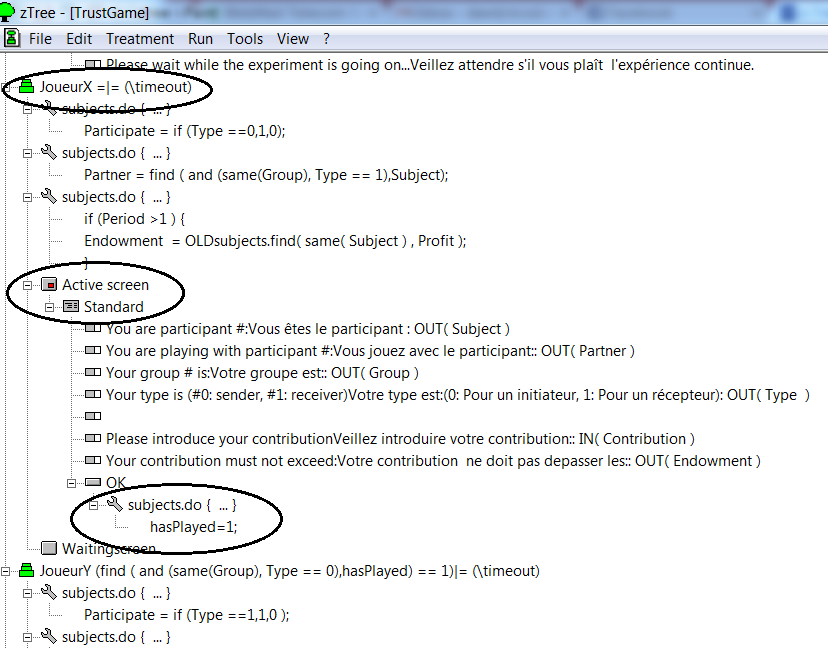 zTree - [TrustGame]
File Edit Treatment Run Tools View ?
Please wait while the experiment is going on...Veillez attendre s'il vous plaît l'expérience continue.
JoueurX =|= (\timeout)
subjects.do { ... }
Participate = if (Type ==0,1,0);
subjects.do { ... }
Partner = find ( and (same(Group), Type == 1),Subject);
subjects.do { ... }
if (Period >1 ) {
Endowment = OLDsubjects.find( same( Subject ) , Profit );
}
Active screen
Standard
You are participant #:Vous êtes le participant : OUT( Subject )
You are playing with participant #:Vous jouez avec le participant:: OUT( Partner )
Your group # is:Votre groupe est:: OUT( Group )
Your type is (#0: sender, #1: receiver)Votre type est:(0: Pour un initiateur, 1: Pour un récepteur): OUT( Type )
Please introduce your contributionVeillez introduire votre contribution:: IN( Contribution )
Your contribution must not exceed:Votre contribution ne doit pas depasser les:: OUT( Endowment )
OK
subjects.do { ... }
hasPlayed=1;
Waitingscreen
JoueurY (find ( and (same(Group), Type == 0),hasPlayed) == 1)|= (\timeout)
subjects.do { ... }
Participate = if (Type ==1,1,0 );
subjects.do { ... }